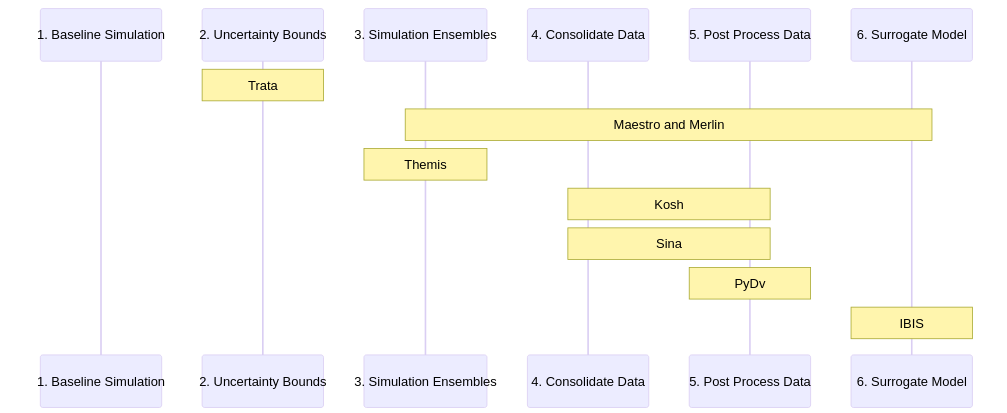 1. Baseline Simulation
2. Uncertainty Bounds
3. Simulation Ensembles
4. Consolidate Data
5. Post Process Data
6. Surrogate Model
Trata
Maestro and Merlin
Themis
Kosh
Sina
PyDv
IBIS
1. Baseline Simulation
2. Uncertainty Bounds
3. Simulation Ensembles
4. Consolidate Data
5. Post Process Data
6. Surrogate Model